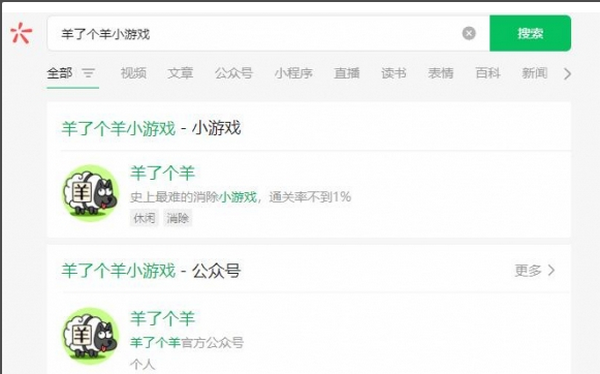 羊了个羊小游戏 搜索
全部 视频 文章 公众号 小程序 直播 读书 表情 百科 新闻
羊了个羊小游戏 - 小游戏
羊
羊了个羊
史上最难的消除小游戏，通关率不到1%
休闲 消除
羊了个羊小游戏 - 公众号 更多
羊
羊了个羊
羊了个羊官方公众号
个人